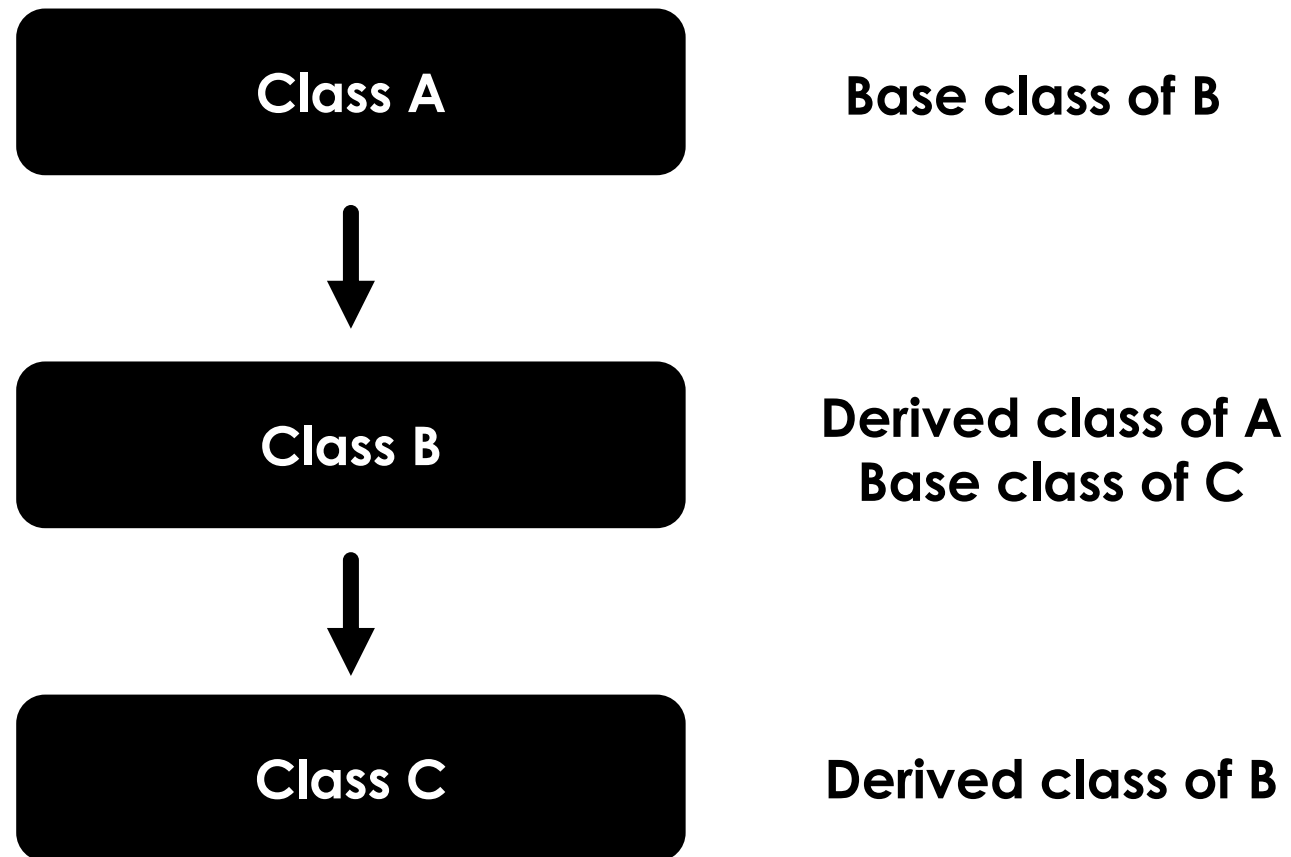 Class A
Base class of B
Class B
Derived class of A
Base class of C
Class C
Derived class of B